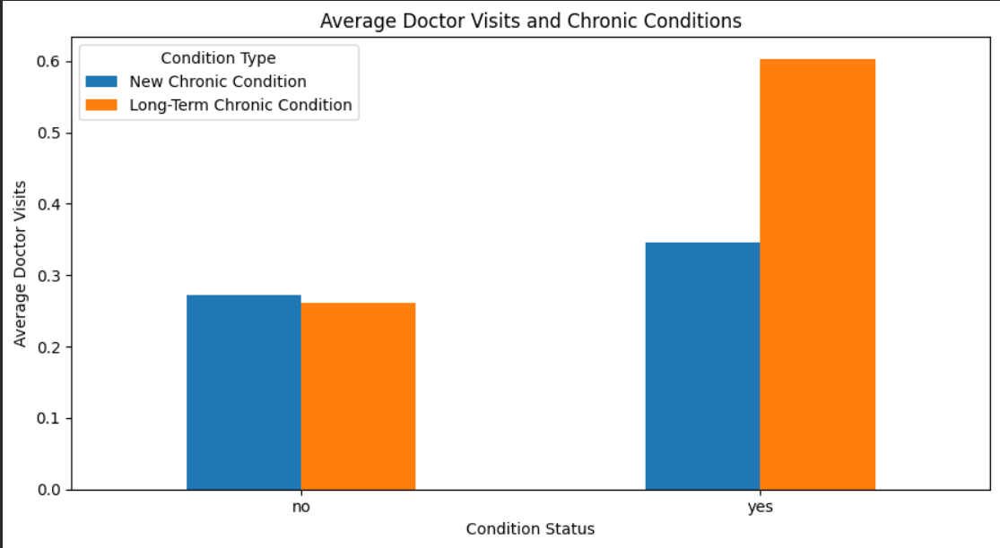 Average Doctor Visits and Chronic Conditions
Condition Type
New Chronic Condition
Long-Term Chronic Condition
0.6
0.5
0.4
0.3
0.2
0.1
0.0
Average Doctor Visits
no
yes
Condition Status